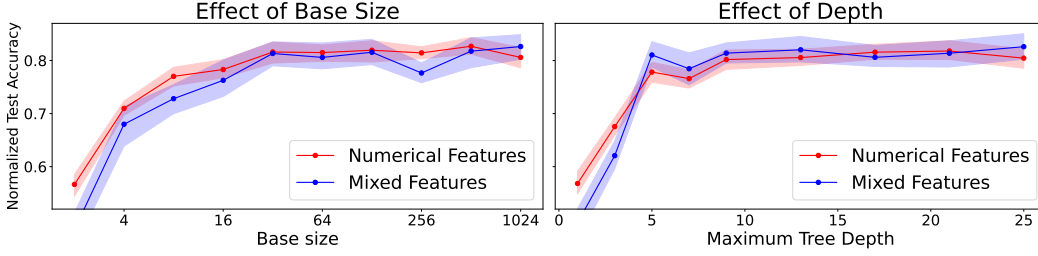 Effect of Base Size
Normalized Test Accuracy
0.8
0.7
0.6
Numerical Features
Mixed Features
4 16 64 256 1024
Base size
Effect of Depth
Numerical Features
Mixed Features
0 5 10 15 20 25
Maximum Tree Depth